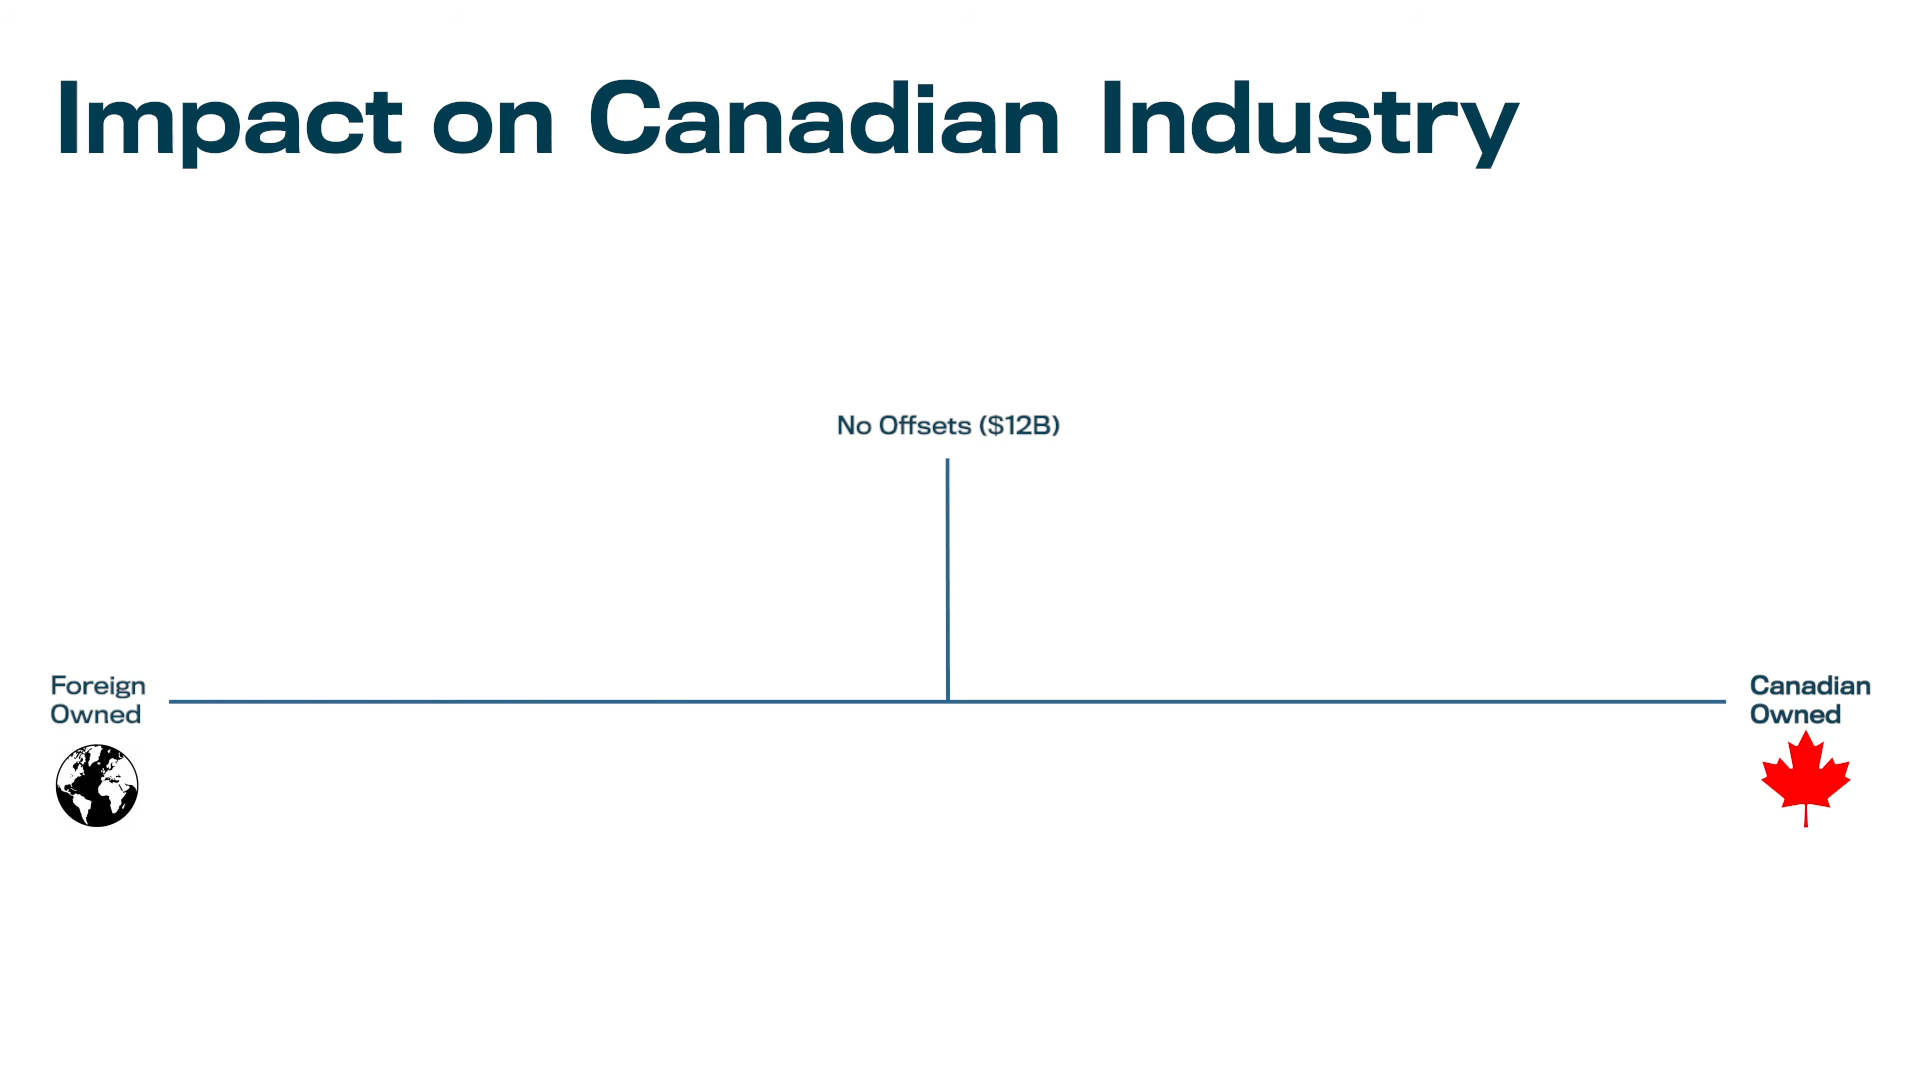 Impact on Canadian Industry
No Offsets ($12B)
Foreign
Owned
Canadian
Owned